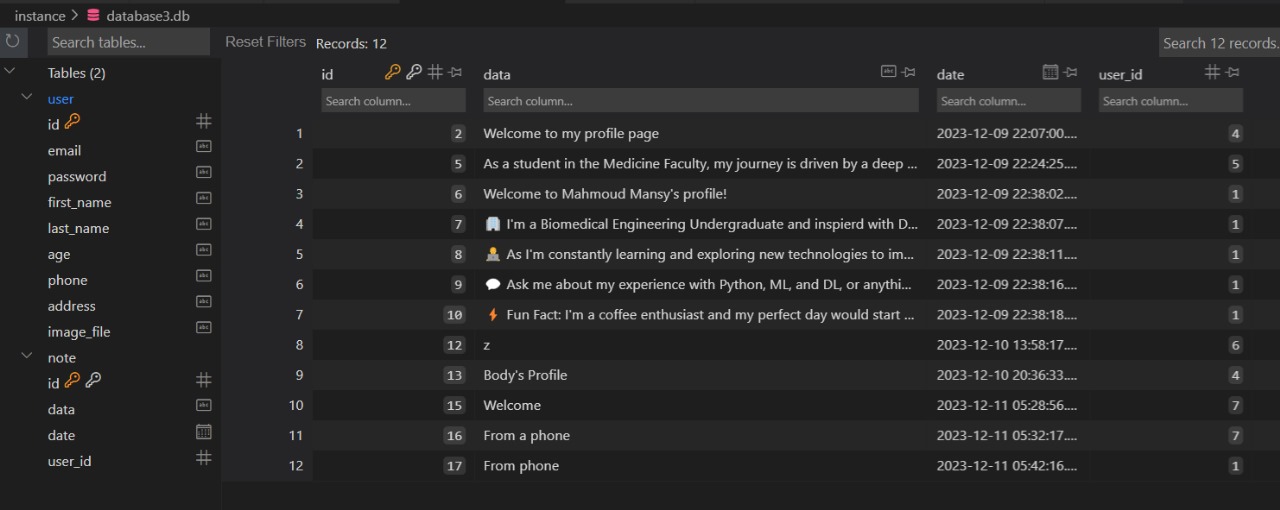 instance > database3.db
Search tables...
Reset Filters Records: 12
Search 12 records.
Tables (2)
user
id
email
password
first_name
last_name
age
phone
address
image_file
note
id
data
date
user_id
id data date user_id
Search column... Search column... Search column... Search column...
1 2 Welcome to my profile page 2023-12-09 22:07:00.... 4
2 5 As a student in the Medicine Faculty, my journey is driven by a deep ... 2023-12-09 22:24:25.... 5
3 6 Welcome to Mahmoud Mansy's profile! 2023-12-09 22:38:02.... 1
4 7 🏢 I'm a Biomedical Engineering Undergraduate and inspierd with D... 2023-12-09 22:38:07.... 1
5 8 👨‍💻 As I'm constantly learning and exploring new technologies to im... 2023-12-09 22:38:11.... 1
6 9 💬 Ask me about my experience with Python, ML, and DL, or anythi... 2023-12-09 22:38:16.... 1
7 10 ⚡ Fun Fact: I'm a coffee enthusiast and my perfect day would start ... 2023-12-09 22:38:18.... 1
8 12 z 2023-12-10 13:58:17.... 6
9 13 Body's Profile 2023-12-10 20:36:33.... 4
10 15 Welcome 2023-12-11 05:28:56.... 7
11 16 From a phone 2023-12-11 05:32:17.... 7
12 17 From phone 2023-12-11 05:42:16.... 1